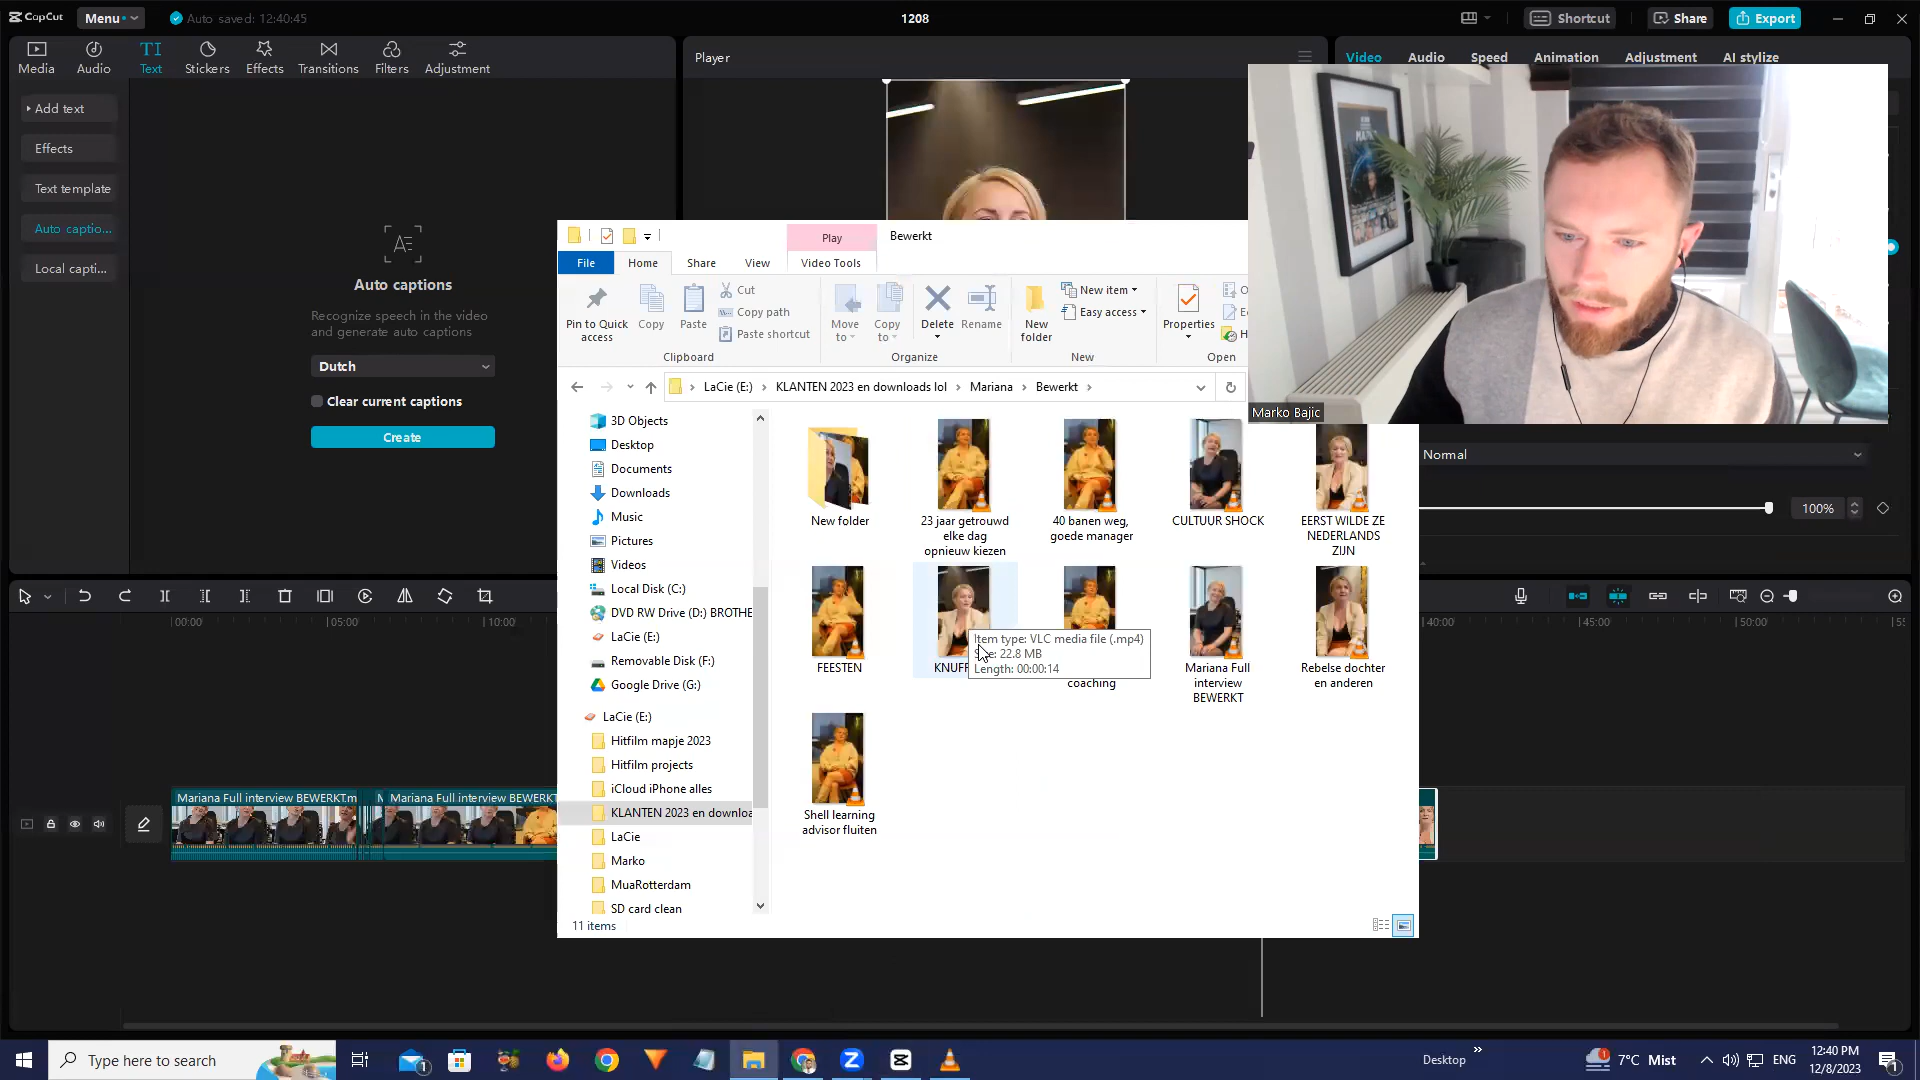 CapCut
Menu
Auto saved: 12:40:45
1208
Shortcut
Share
Export
Media
Audio
Text
Stickers
Effects
Transitions
Filters
Adjustment
Player
Video
Audio
Speed
Animation
Adjustment
AI stylize
Add text
Effects
Text template
Auto captio...
Local capti...
Auto captions
Recognize speech in the video
and generate auto captions
Dutch
Clear current captions
Create
Play
Bewerkt
File
Home
Share
View
Video Tools
Pin to Quick
access
Copy
Paste
Cut
Copy path
Paste shortcut
Move
to
Copy
to
Delete
Rename
New
folder
New item
Easy access
Properties
Clipboard
Organize
New
Open
LaCie (E:)
KLANTEN 2023 en downloads lol
Mariana
Bewerkt
Marko Bajic
3D Objects
Desktop
Documents
Downloads
Music
Pictures
Videos
Local Disk (C:)
DVD RW Drive (D:) BROTHE
LaCie (E:)
Removable Disk (F:)
Google Drive (G:)
LaCie (E:)
Hitfilm mapje 2023
Hitfilm projects
iCloud iPhone alles
KLANTEN 2023 en downloa
LaCie
Marko
MuaRotterdam
SD card clean
New folder
23 jaar getrouwd
elke dag
opnieuw kiezen
40 banen weg,
goede manager
CULTUUR SHOCK
EERST WILDE ZE
NEDERLANDS
ZIJN
FEESTEN
KNUFF
coaching
Item type: VLC media file (.mp4)
22.8 MB
Length: 00:00:14
Mariana Full
interview
BEWERKT
Rebelse dochter
en anderen
Shell learning
advisor fluiten
11 items
Normal
100%
00:00
05:00
10:00
40:00
45:00
50:00
Mariana Full interview BEWERKT.m
Mariana Full interview BEWERKT
Type here to search
Desktop
7°C Mist
ENG
12:40 PM
12/8/2023